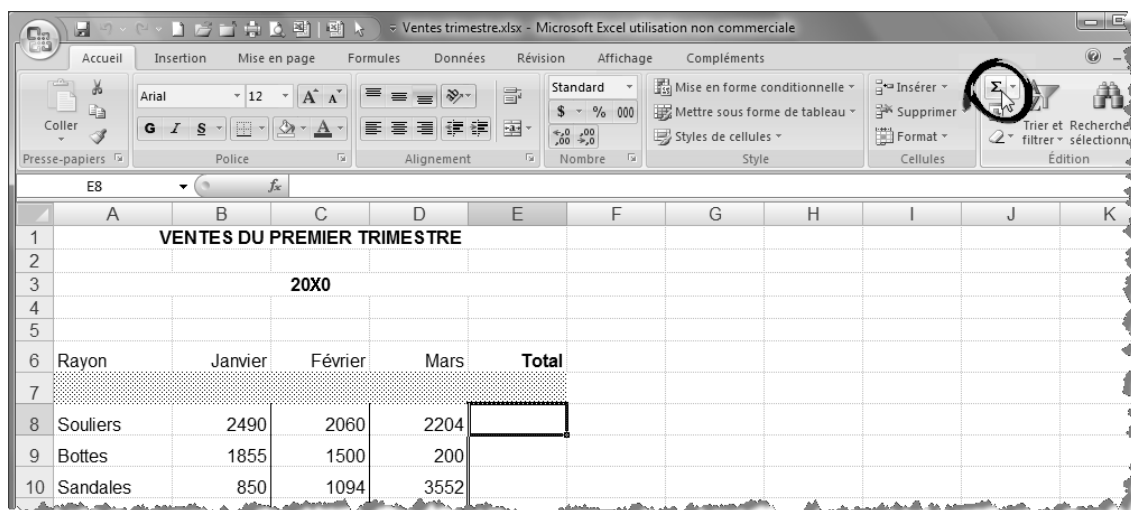 Ventes trimestre.xlsx - Microsoft Excel utilisation non commerciale
Accueil Insertion Mise en page Formules Données Révision Affichage Compléments
Coller
Arial 12
G I S
Standard
$ % 000
Mise en forme conditionnelle
Mettre sous forme de tableau
Styles de cellules
Insérer
Supprimer
Format
Σ
Trier et filtrer
Presse-papiers Police Alignement Nombre Style Cellules Édition
E8 fx
A B C D E F G H I J K
1 VENTES DU PREMIER TRIMESTRE
2
3 20X0
4
5
6 Rayon Janvier Février Mars Total
7
8 Souliers 2490 2060 2204
9 Bottes 1855 1500 200
10 Sandales 850 1094 3552